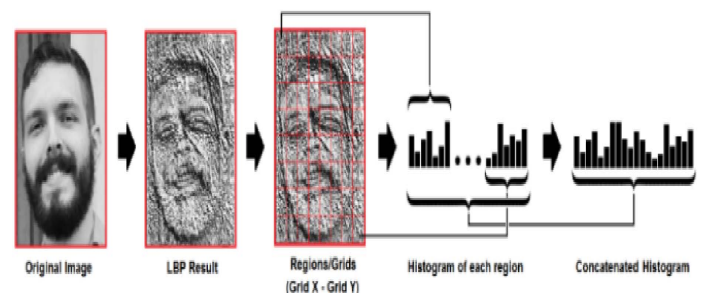 Original Image
LBP Result
Regions/Grids
(Grid X - Grid Y)
Histogram of each region
Concatenated Histogram